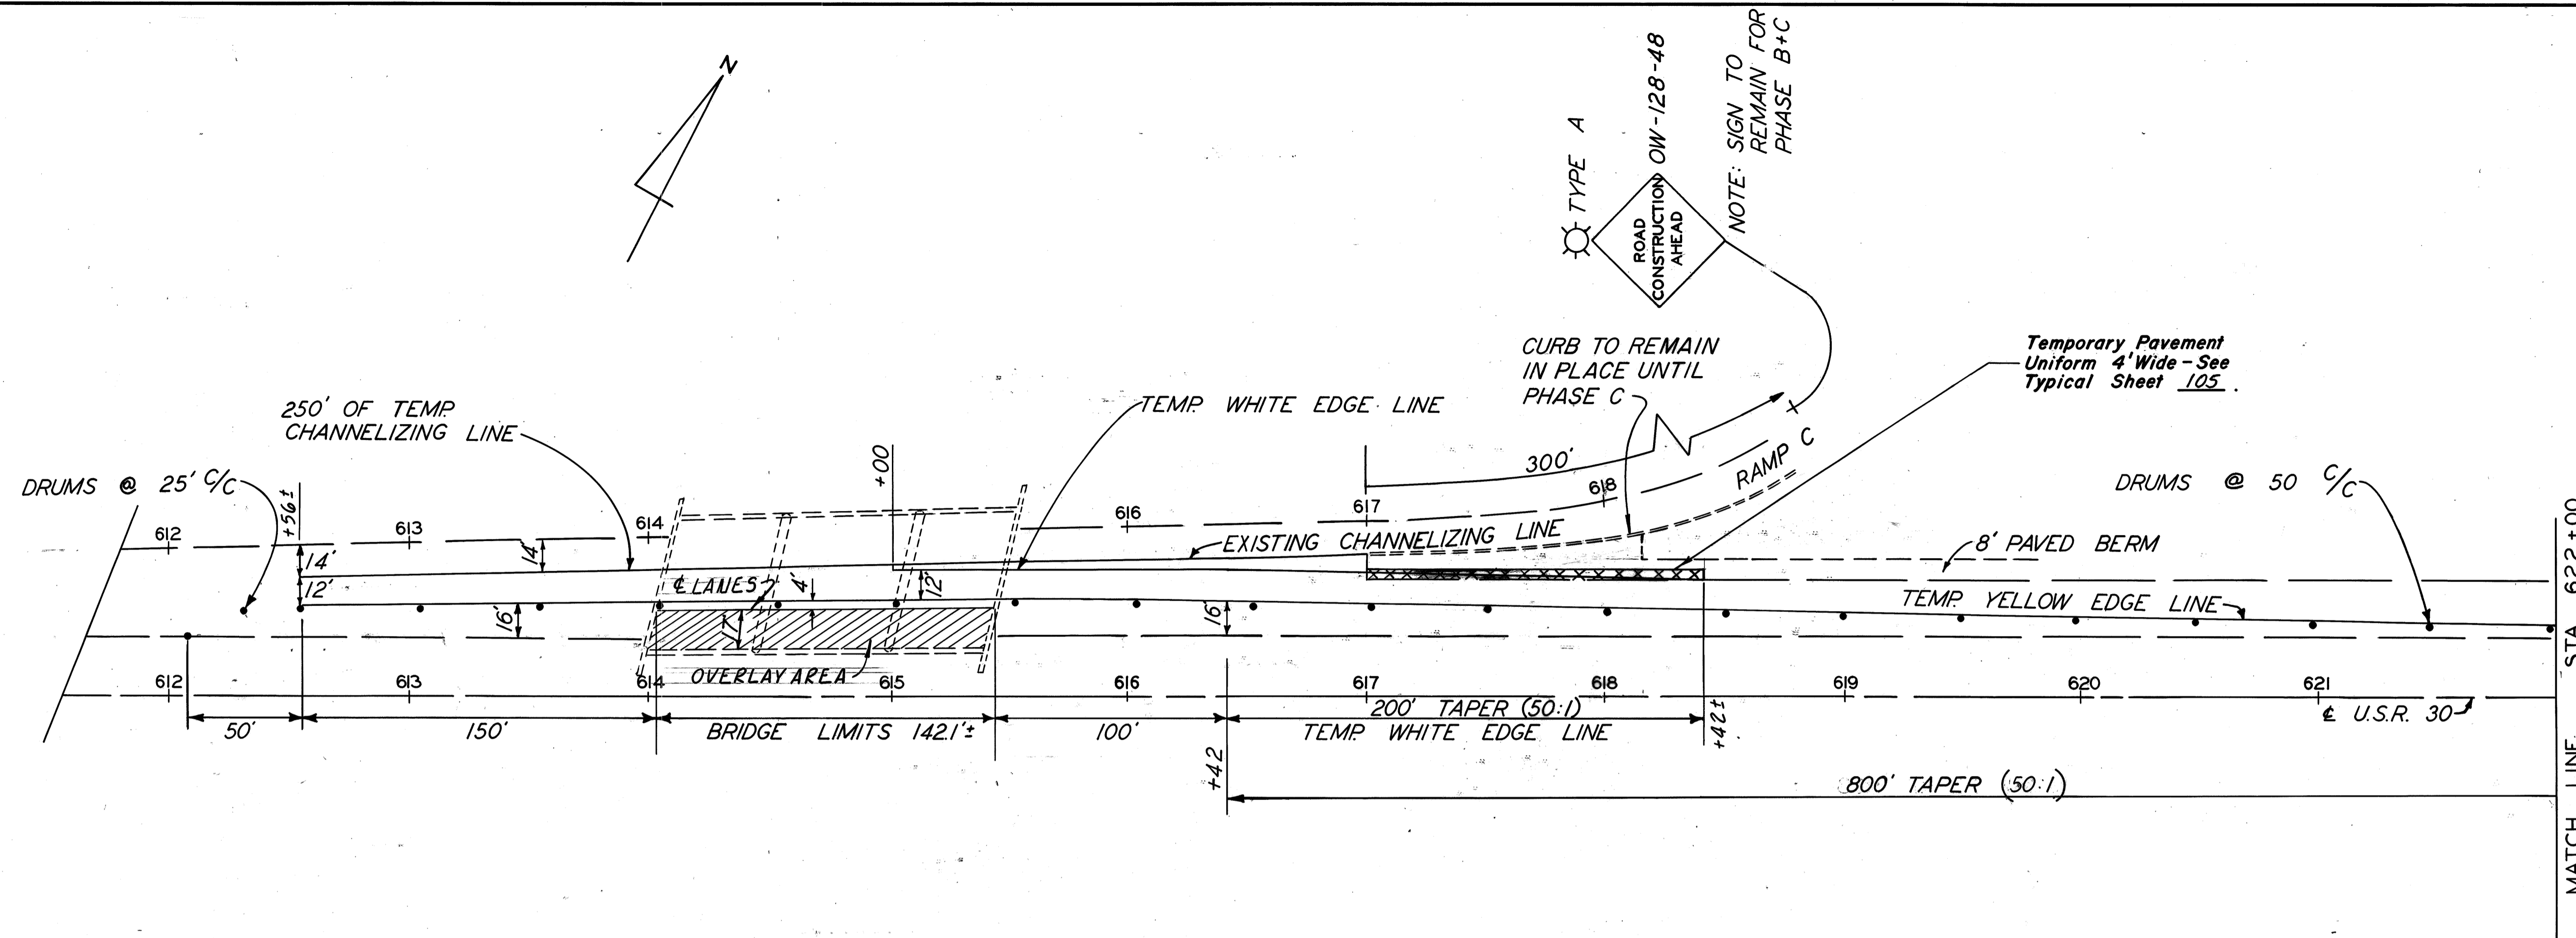 N
TYPE A
ROAD
CONSTRUCTION
AHEAD
OW-128-48
NOTE: SIGN TO
REMAIN FOR
PHASE B+C
CURB TO REMAIN
IN PLACE UNTIL
PHASE C
Temporary Pavement
Uniform 4' Wide - See
Typical Sheet 105.
250' OF TEMP.
CHANNELIZING LINE
TEMP. WHITE EDGE LINE
+00
300'
RAMP C
DRUMS @ 25' C/C
DRUMS @ 50 C/C
+56±
612
613
614
616
617
618
EXISTING CHANNELIZING LINE
8' PAVED BERM
14'
14'
12'
℄ LANES
4'
12'
16'
17'
16'
TEMP. YELLOW EDGE LINE
OVERLAY AREA
612
613
614
615
616
617
618
619
620
621
℄ U.S.R. 30
50'
150'
BRIDGE LIMITS 142.1'±
100'
200' TAPER (50:1)
TEMP. WHITE EDGE LINE
+42±
+42
800' TAPER (50:1)
MATCH LINE STA. 622+00